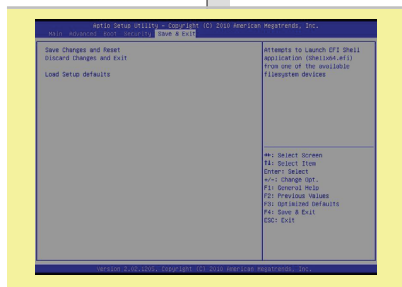 Aptio Setup Utility - Copyright (C) 2010 American Megatrends, Inc.
Main Advanced Boot Security Save & Exit
Save Changes and Reset
Discard Changes and Exit
Load Setup defaults
Attempts to Launch EFI Shell
application (Shellx64.efi)
from one of the available
filesystem devices
→←: Select Screen
↑↓: Select Item
Enter: Select
+/-: Change Opt.
F1: General Help
F2: Previous Values
F3: Optimized Defaults
F4: Save & Exit
ESC: Exit
Version 2.02.1205. Copyright (C) 2010 American Megatrends, Inc.